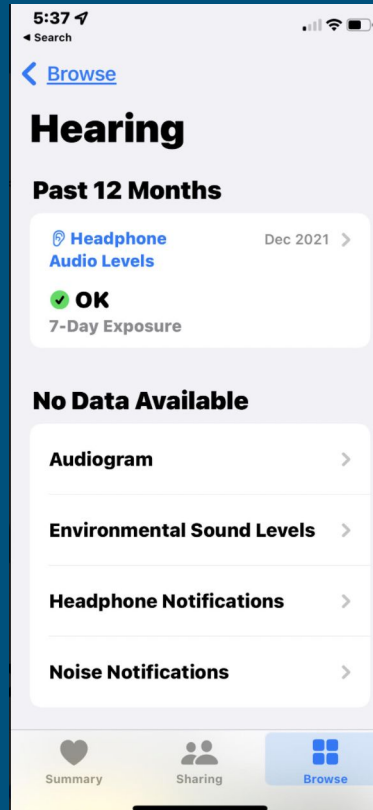 5:37
Search
Browse
Hearing
Past 12 Months
Headphone Dec 2021
Audio Levels
OK
7-Day Exposure
No Data Available
Audiogram
Environmental Sound Levels
Headphone Notifications
Noise Notifications
Summary Sharing Browse